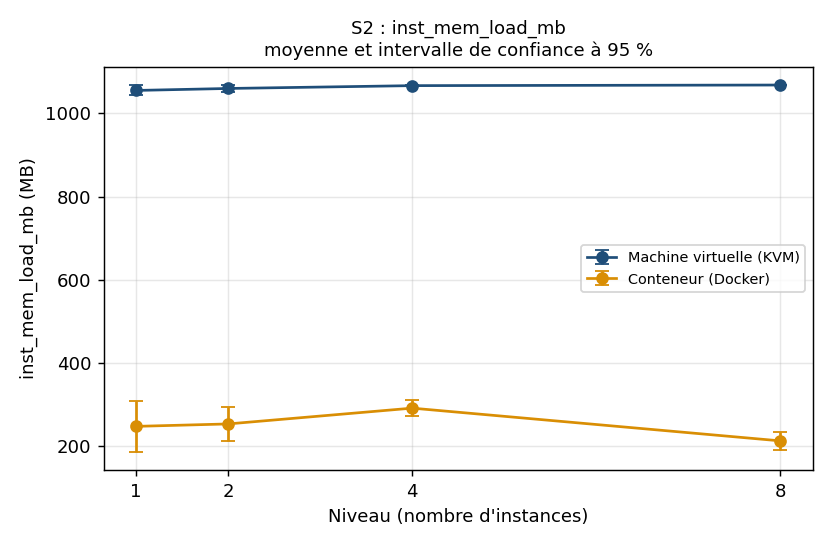 S2 : inst_mem_load_mb
moyenne et intervalle de confiance à 95 %
inst_mem_load_mb (MB)
1000
800
600
400
200
Machine virtuelle (KVM)
Conteneur (Docker)
1
2
4
8
Niveau (nombre d'instances)